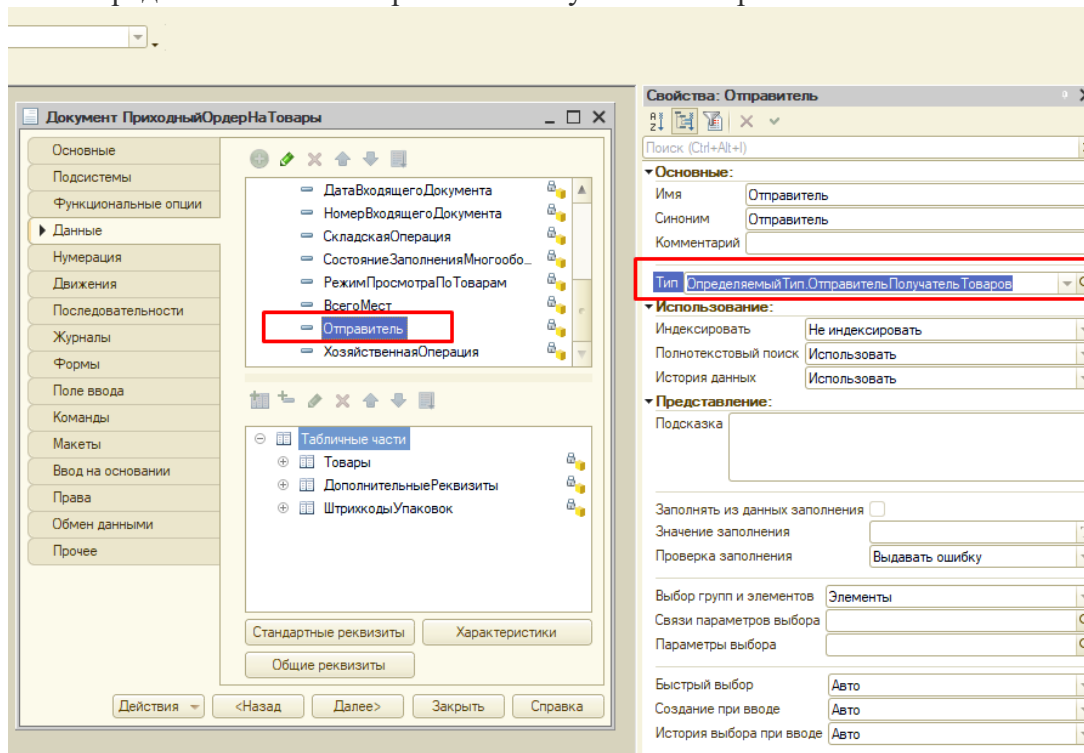 Документ ПриходныйОрдерНаТовары
Основные
Подсистемы
Функциональные опции
Данные
Нумерация
Движения
Последовательности
Журналы
Формы
Поле ввода
Команды
Макеты
Ввод на основании
Права
Обмен данными
Прочее
ДатаВходящегоДокумента
НомерВходящегоДокумента
СкладскаяОперация
СостояниеЗаполненияМногообо...
РежимПросмотраПоТоварам
ВсегоМест
Отправитель
ХозяйственнаяОперация
Табличные части
Товары
ДополнительныеРеквизиты
ШтрихкодыУпаковок
Стандартные реквизиты
Характеристики
Общие реквизиты
Действия
<Назад
Далее>
Закрыть
Справка
Свойства: Отправитель
Поиск (Ctrl+Alt+I)
Основные:
Имя Отправитель
Синоним Отправитель
Комментарий
Тип ОпределяемыйТип.ОтправительПолучательТоваров
Использование:
Индексировать Не индексировать
Полнотекстовый поиск Использовать
История данных Использовать
Представление:
Подсказка
Заполнять из данных заполнения
Значение заполнения
Проверка заполнения Выдавать ошибку
Выбор групп и элементов Элементы
Связи параметров выбора
Параметры выбора
Быстрый выбор Авто
Создание при вводе Авто
История выбора при вводе Авто